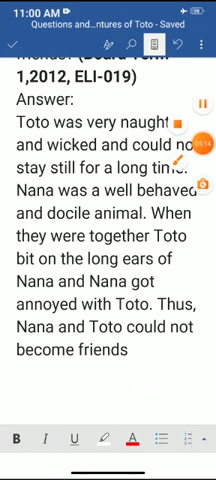 11:00 AM
Questions and...ntures of Toto - Saved
1,2012, ELI-019)
Answer:
Toto was very naught
and wicked and could no
stay still for a long time.
Nana was a well behaved
and docile animal. When
they were together Toto
bit on the long ears of
Nana and Nana got
annoyed with Toto. Thus,
Nana and Toto could not
become friends
05:14
B I U A